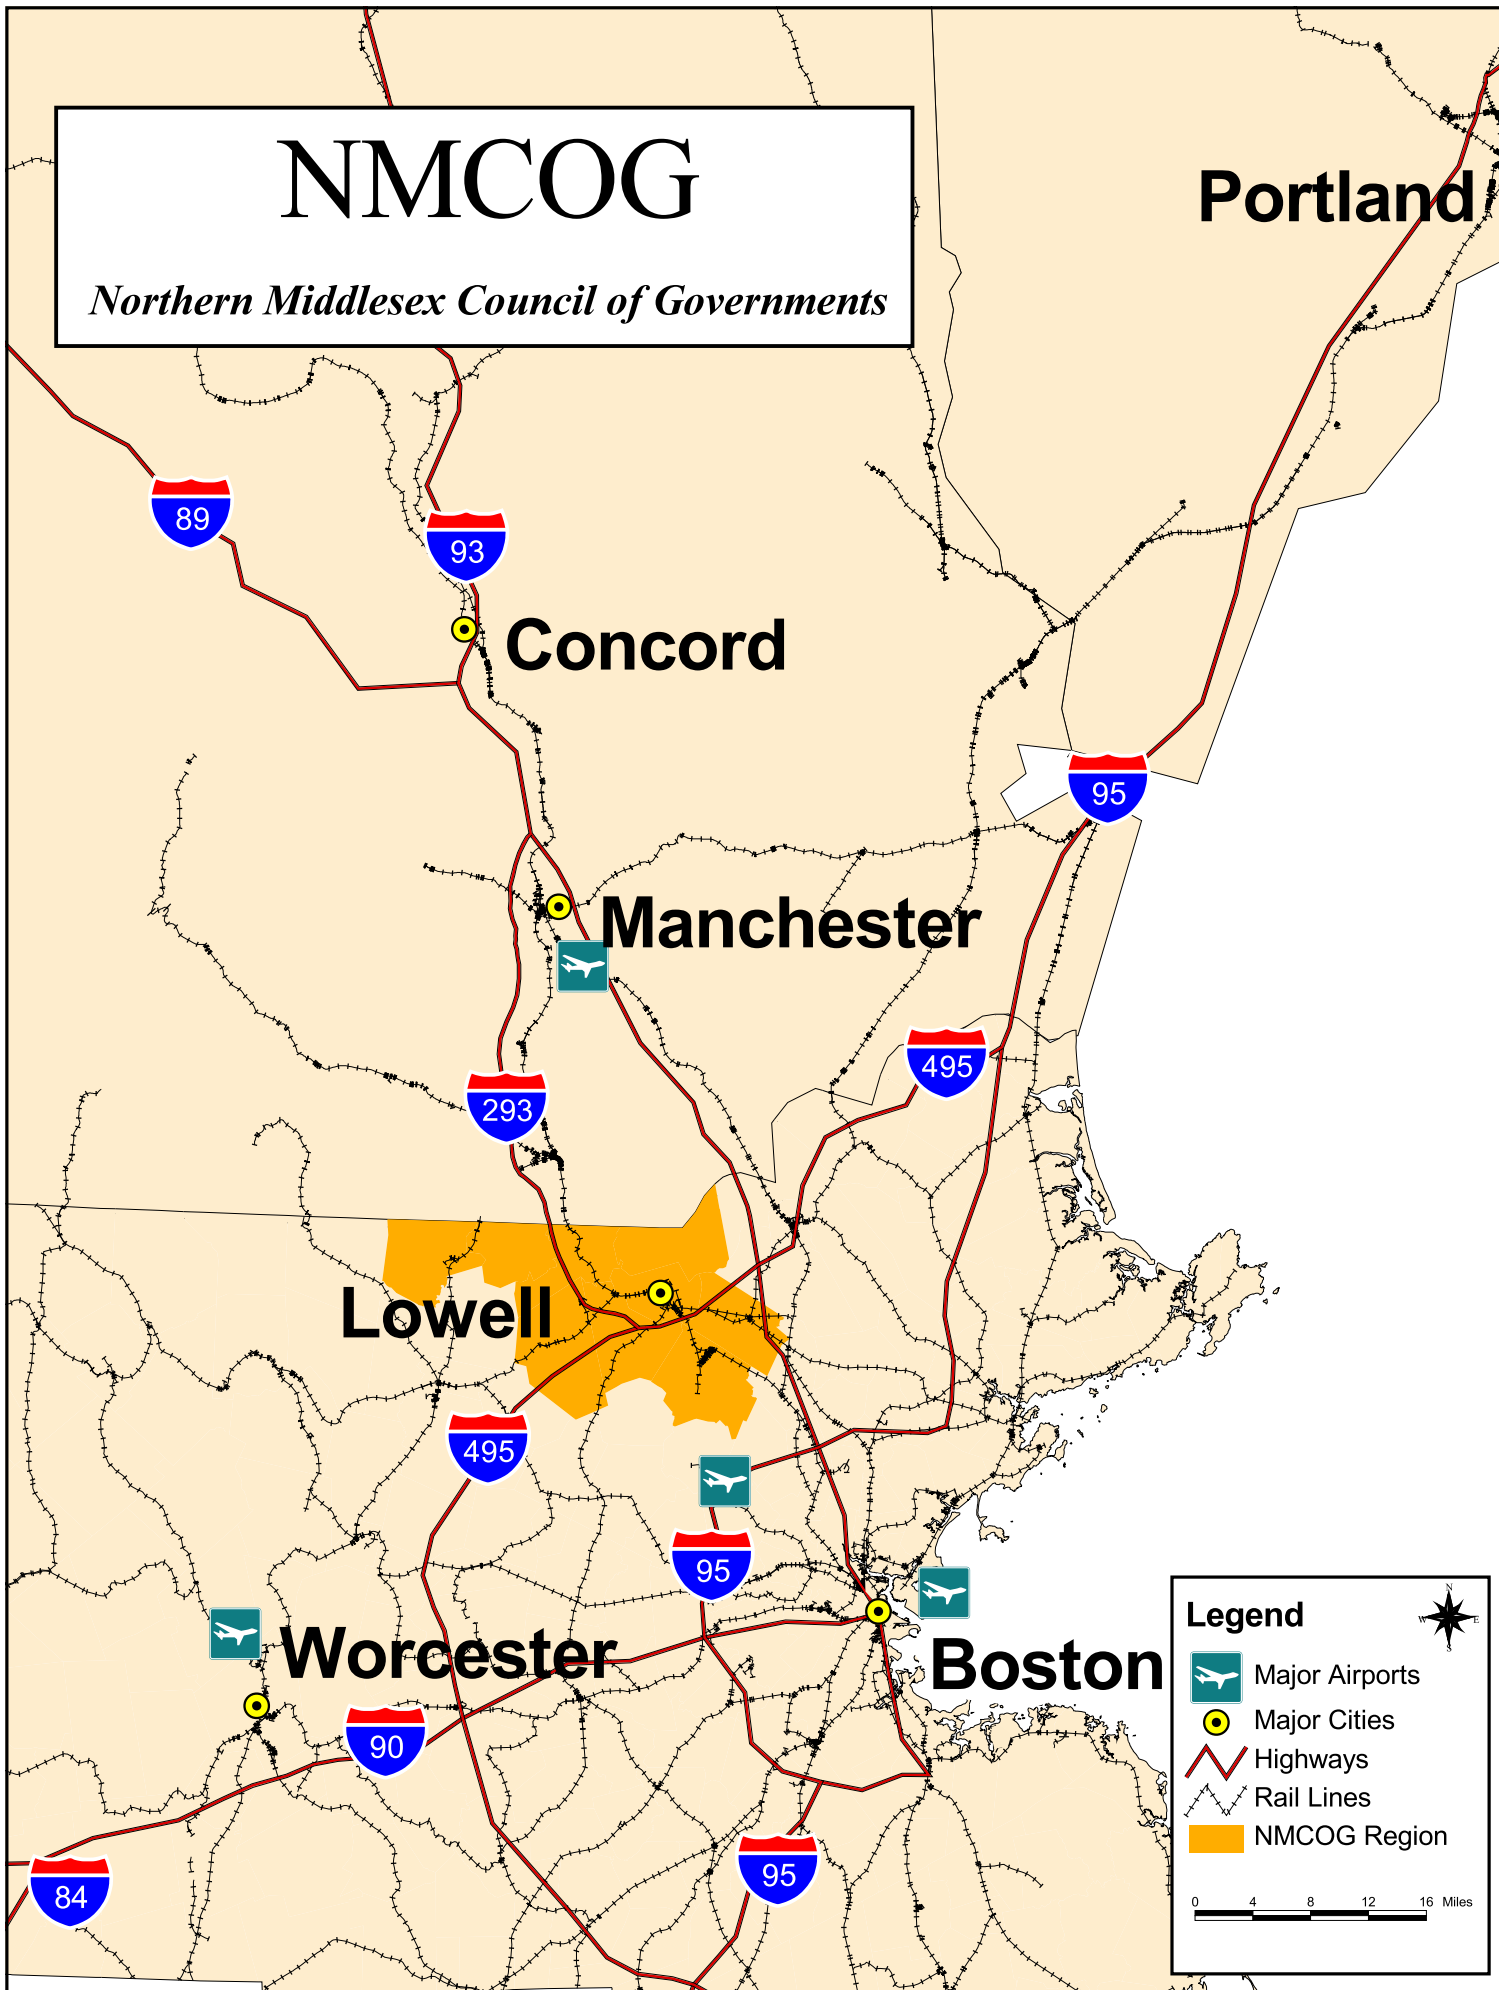 NMCOG
Northern Middlesex Council of Governments
Portland
89
93
Concord
95
Manchester
495
293
Lowell
495
95
Worcester
Boston
90
95
84
Legend
N
W
E
S
Major Airports
Major Cities
Highways
Rail Lines
NMCOG Region
0 4 8 12 16 Miles